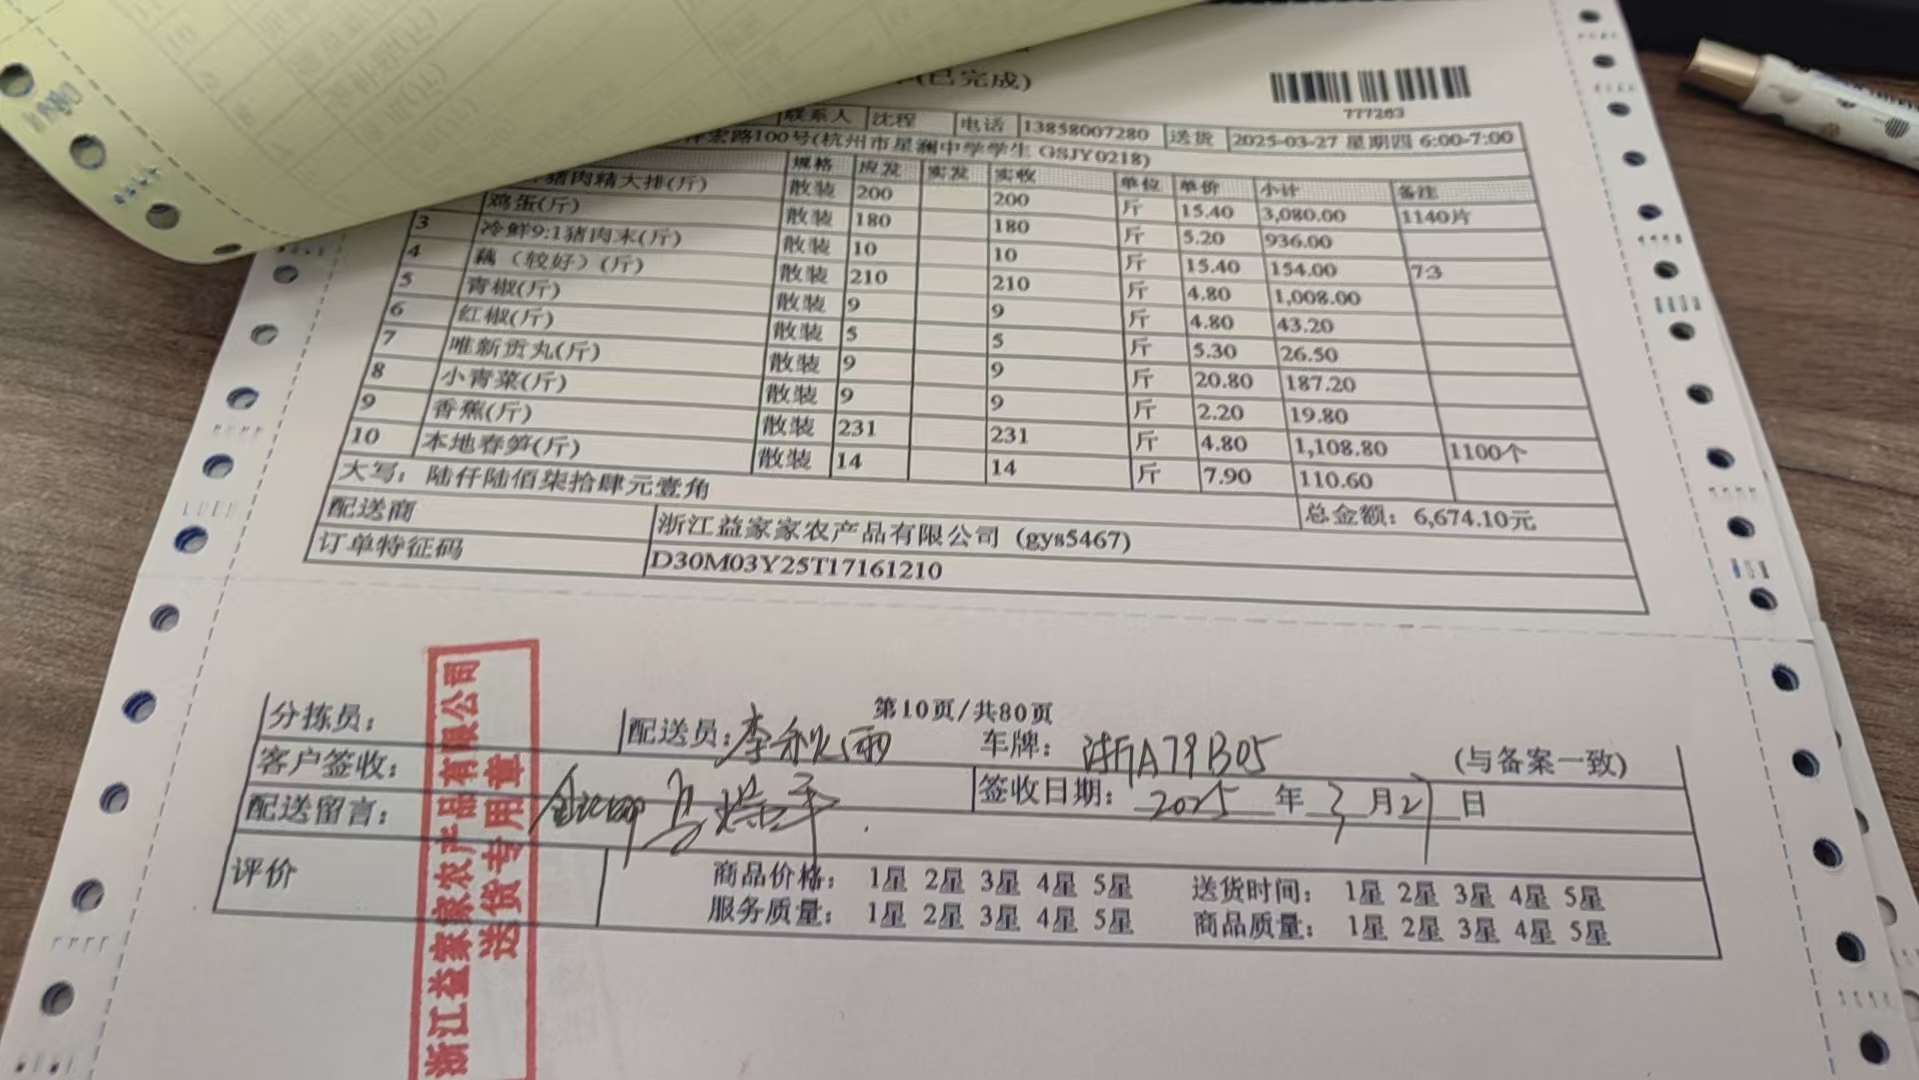 (已完成)
777263
联系人 沈程 电话 13858007280 送货 2025-03-27 星期四 6:00-7:00
宏路100号(杭州市星澜中学学生 GSJY0218)
规格 应发 实发 实收 单位 单价 小计 备注
猪肉精大排(斤) 散装 200 200 斤 15.40 3,080.00 1140片
鸡蛋(斤) 散装 180 180 斤 5.20 936.00
3 冷鲜9:1猪肉末(斤) 散装 10 10 斤 15.40 154.00 7:3
4 藕（较好）(斤) 散装 210 210 斤 4.80 1,008.00
5 青椒(斤) 散装 9 9 斤 4.80 43.20
6 红椒(斤) 散装 5 5 斤 5.30 26.50
7 唯新贡丸(斤) 散装 9 9 斤 20.80 187.20
8 小青菜(斤) 散装 9 9 斤 2.20 19.80
9 香蕉(斤) 散装 231 231 斤 4.80 1,108.80 1100个
10 本地春笋(斤) 散装 14 14 斤 7.90 110.60
大写：陆仟陆佰柒拾肆元壹角 总金额：6,674.10元
配送商 浙江益家家农产品有限公司 (gys5467)
订单特征码 D30M03Y25T17161210
第10页/共80页
分拣员： 配送员：李秋雨 车牌：浙A79B05 (与备案一致)
客户签收： 签收日期：2025年3月27日
配送留言：
评价 商品价格： 1星 2星 3星 4星 5星 送货时间： 1星 2星 3星 4星 5星
服务质量： 1星 2星 3星 4星 5星 商品质量： 1星 2星 3星 4星 5星
浙江益家家农产品有限公司
送货专用章